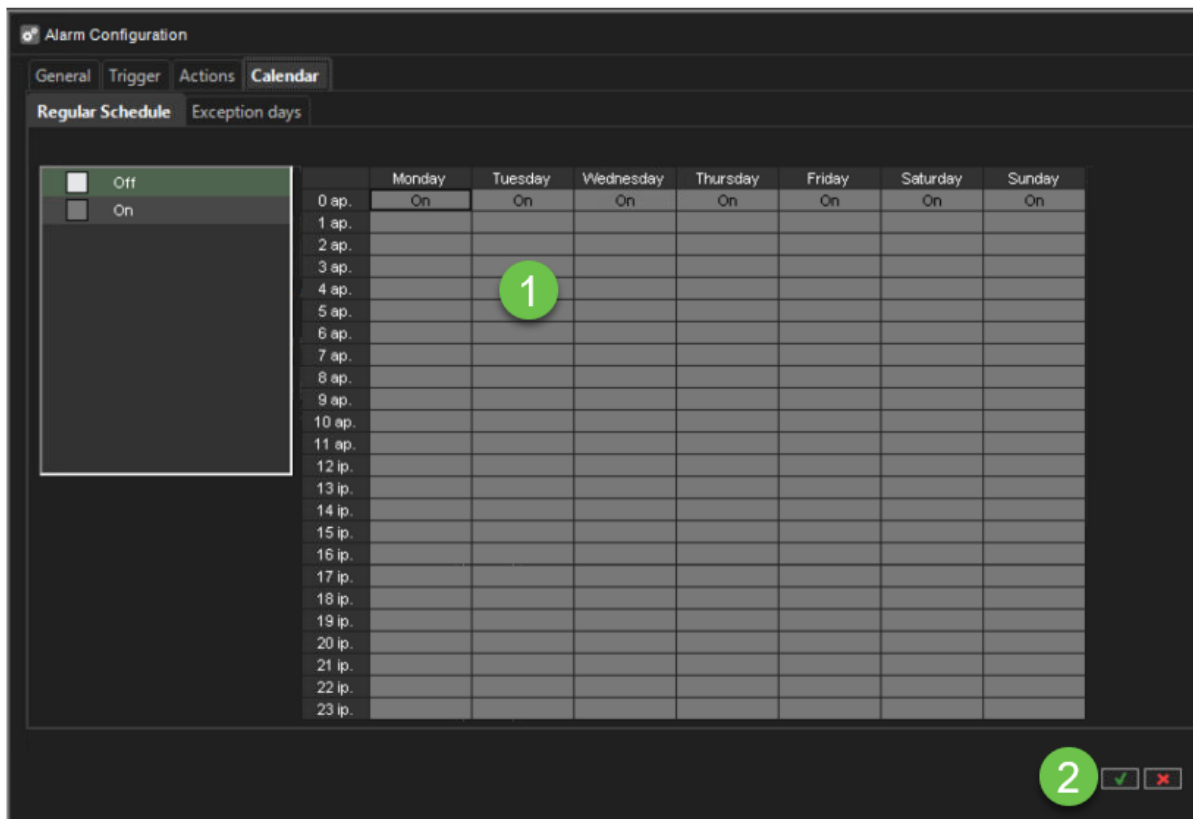 Alarm Configuration
General Trigger Actions Calendar
Regular Schedule Exception days
Off
On
Monday Tuesday Wednesday Thursday Friday Saturday Sunday
0 ap. On On On On On On On
1 ap.
2 ap.
3 ap.
4 ap.
5 ap.
6 ap.
7 ap.
8 ap.
9 ap.
10 ap.
11 ap.
12 ip.
13 ip.
14 ip.
15 ip.
16 ip.
17 ip.
18 ip.
19 ip.
20 ip.
21 ip.
22 ip.
23 ip.
1
2